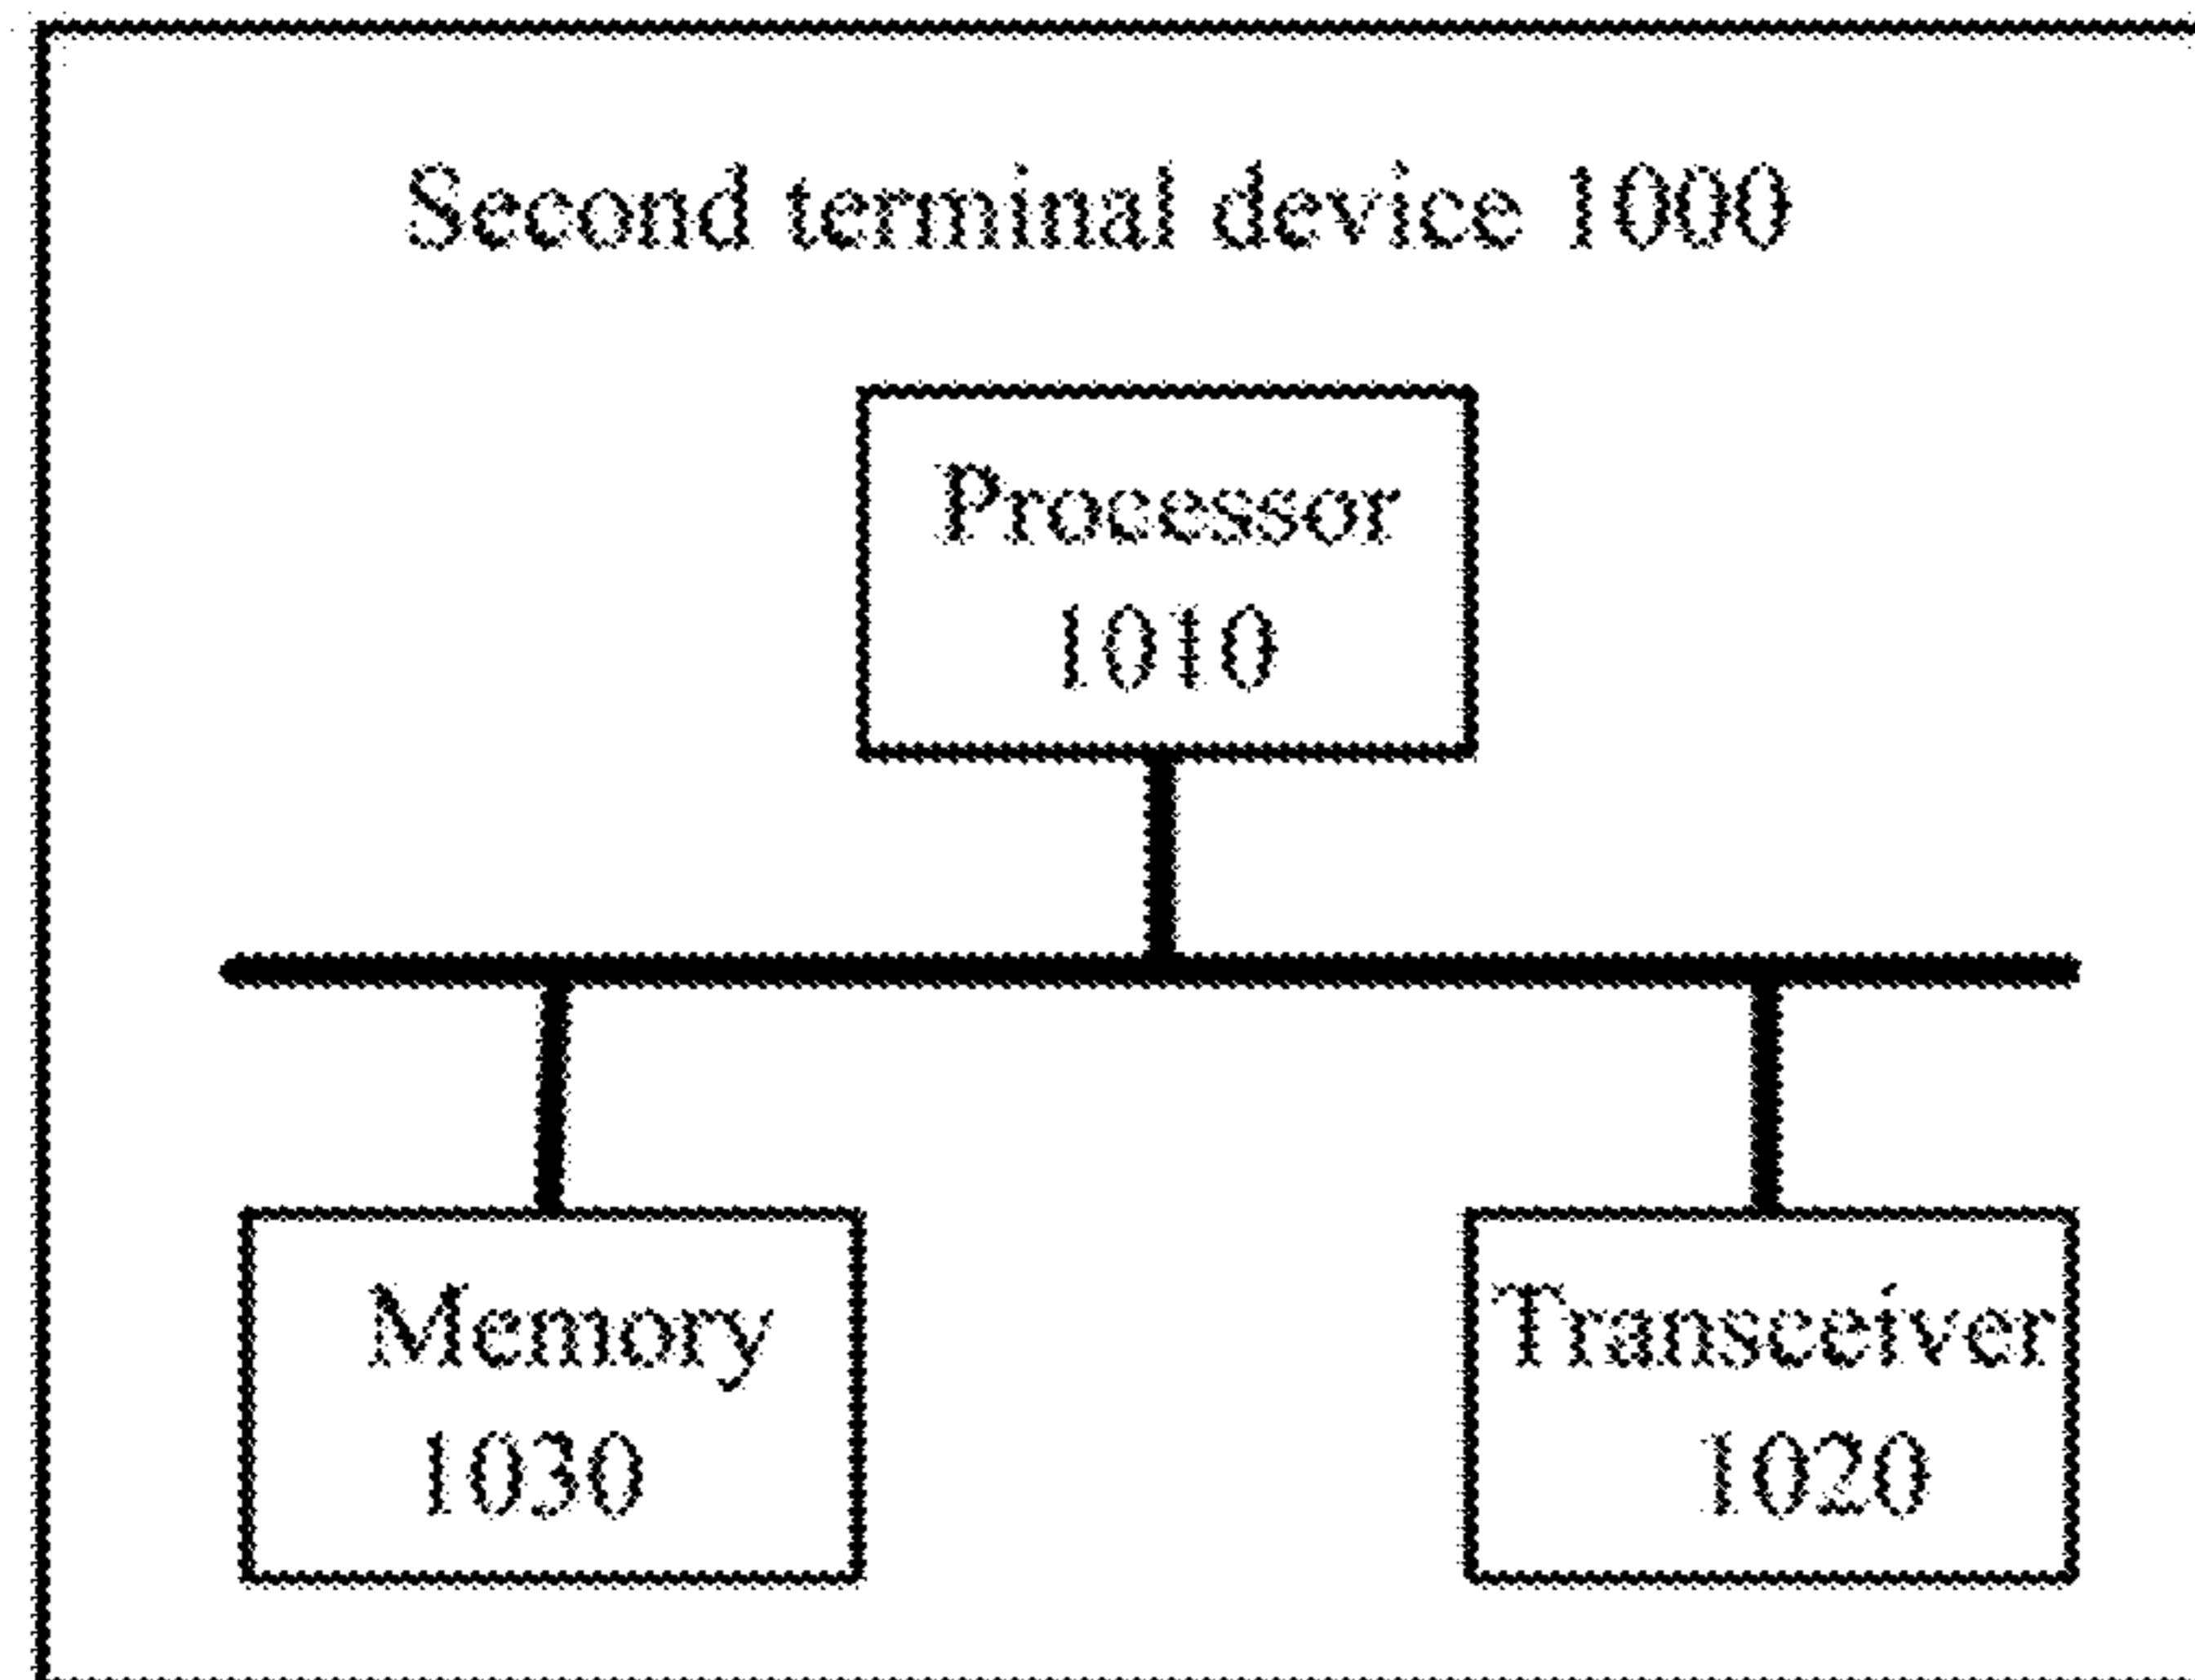 Second terminal device 1000
Processor
1010
Memory
1030
Transceiver
1020